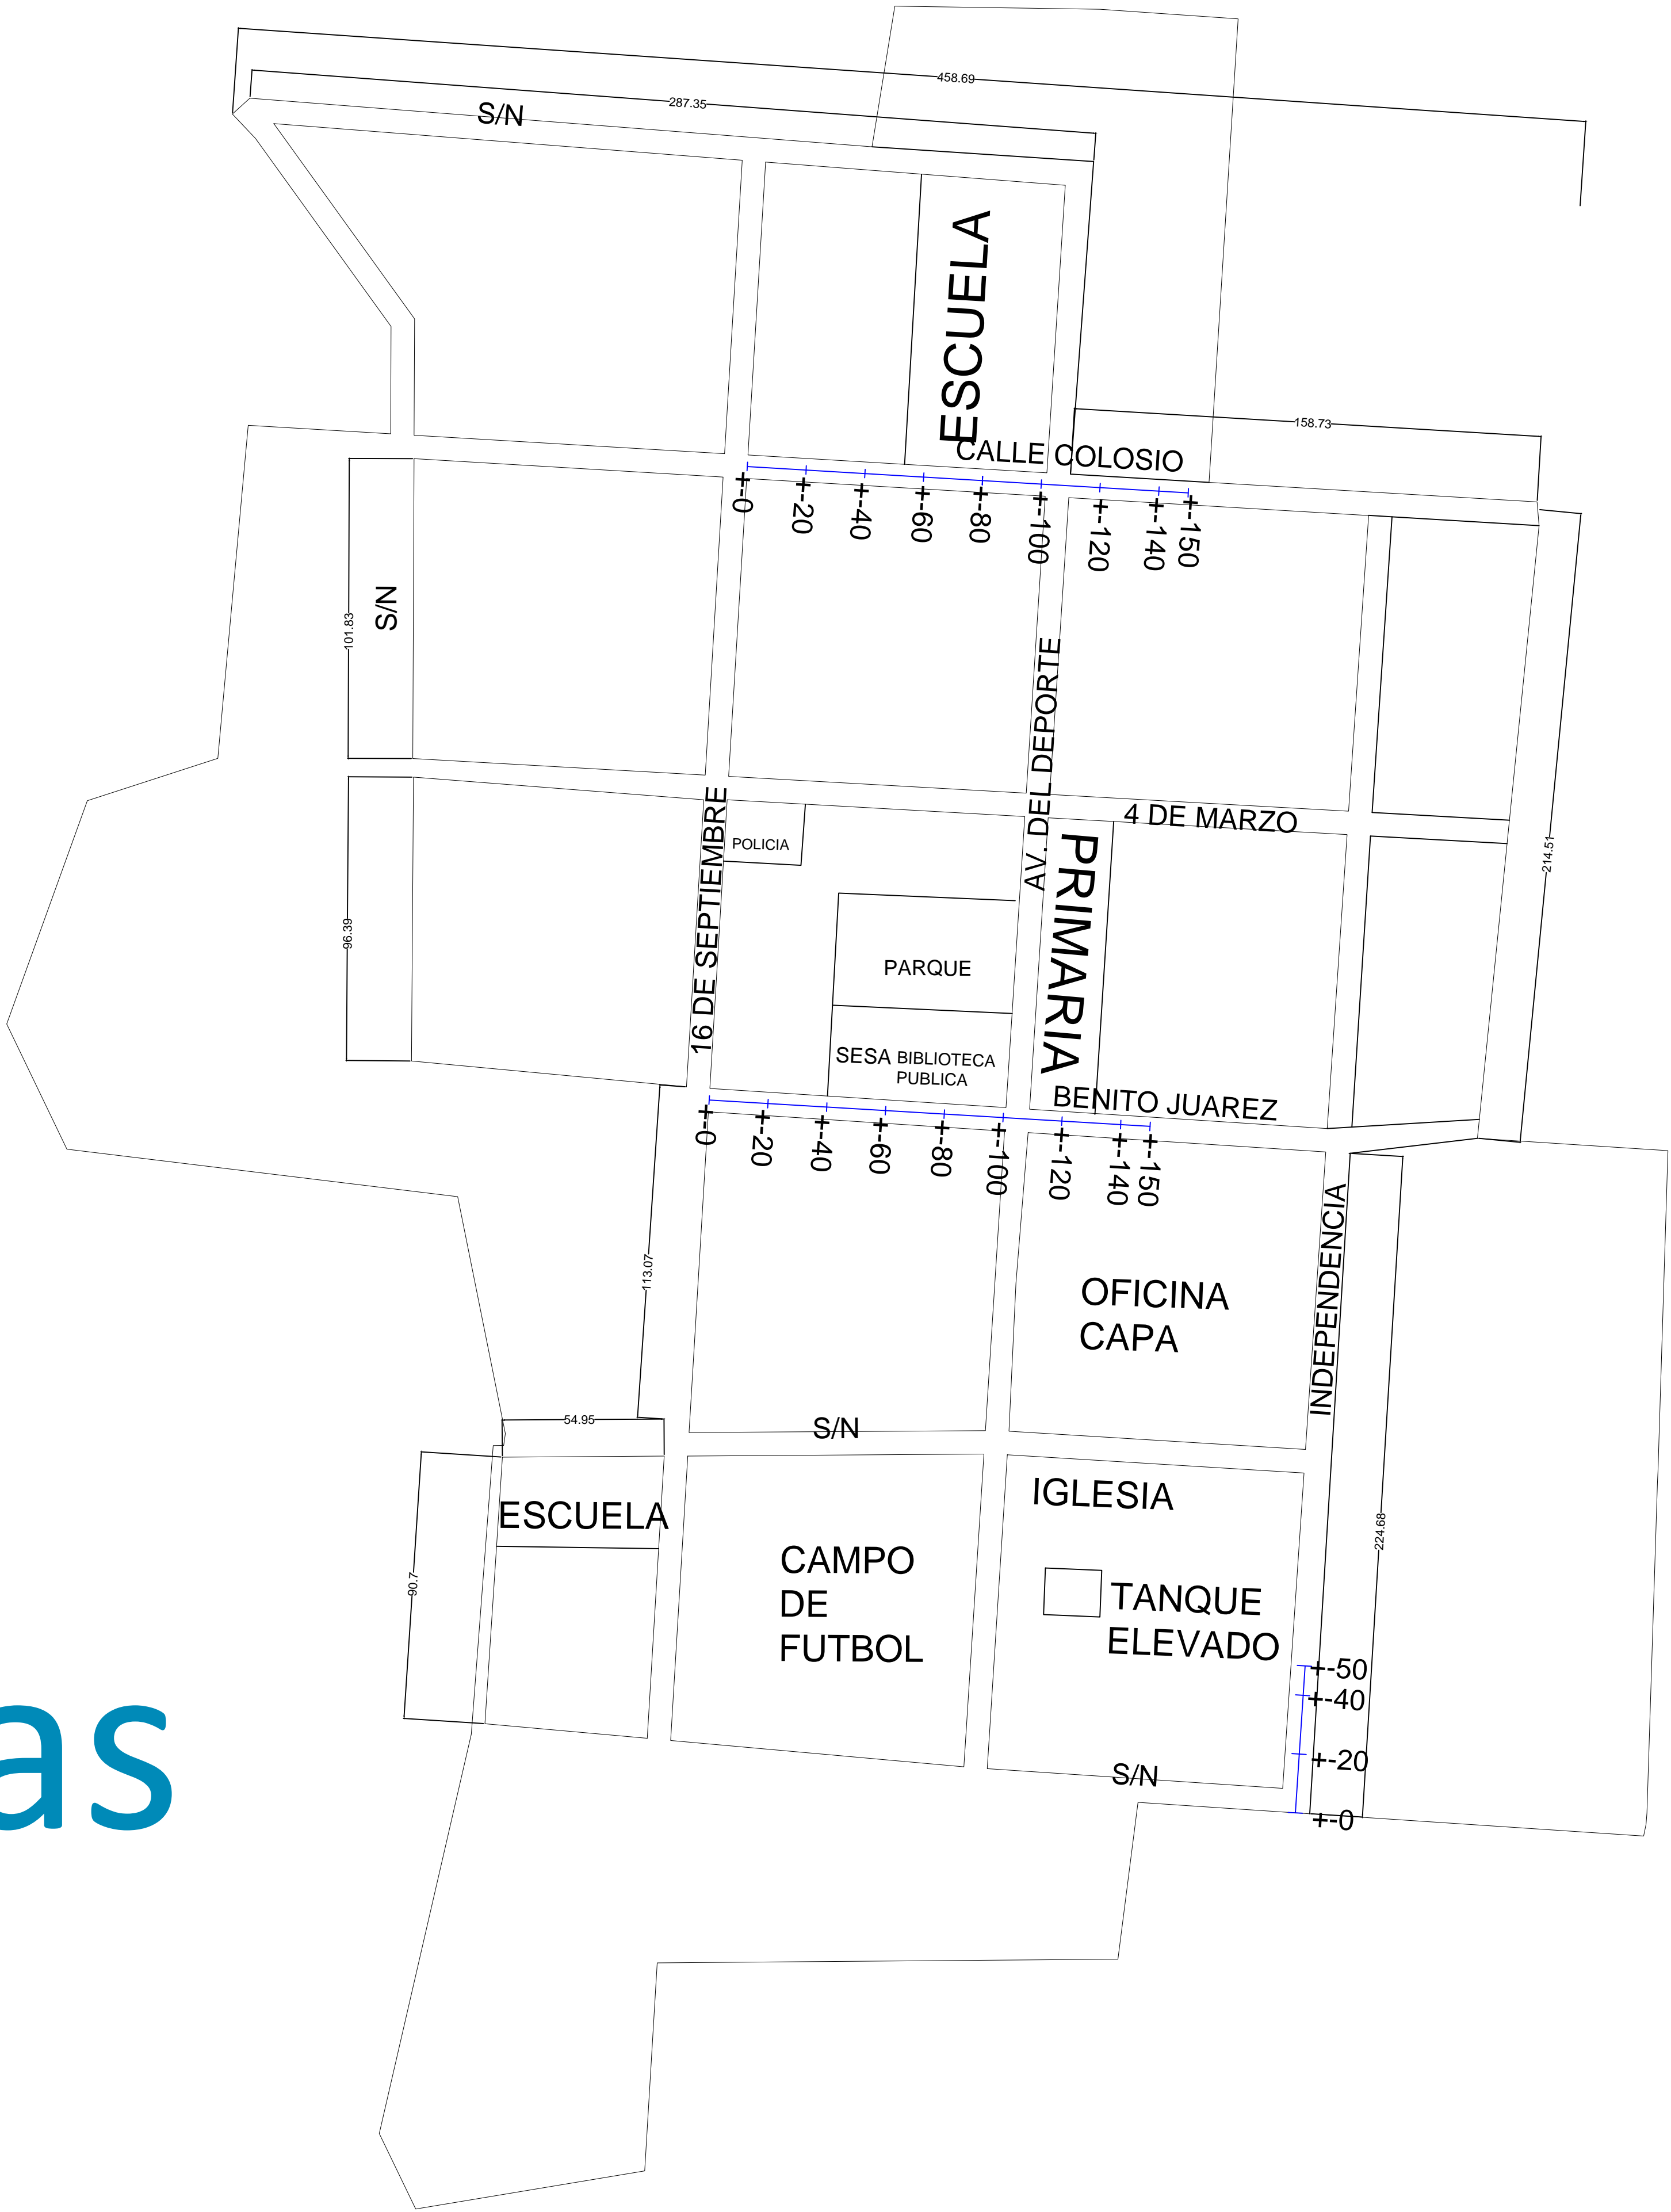 458.69
287.35
S/N
ESCUELA
158.73
CALLE COLOSIO
+-0
+-20
+-40
+-60
+-80
+-100
+-120
+-140
+-150
S/N
101.83
AV. DEL DEPORTE
16 DE SEPTIEMBRE
4 DE MARZO
POLICIA
PRIMARIA
214.51
96.39
PARQUE
SESA BIBLIOTECA
PUBLICA
BENITO JUAREZ
+-0
+-20
+-40
+-60
+-80
+-100
+-120
+-140
+-150
INDEPENDENCIA
113.07
OFICINA
CAPA
54.95
S/N
ESCUELA
IGLESIA
224.68
90.7
CAMPO
DE
FUTBOL
TANQUE
ELEVADO
+-50
+-40
+-20
+-0
S/N
as